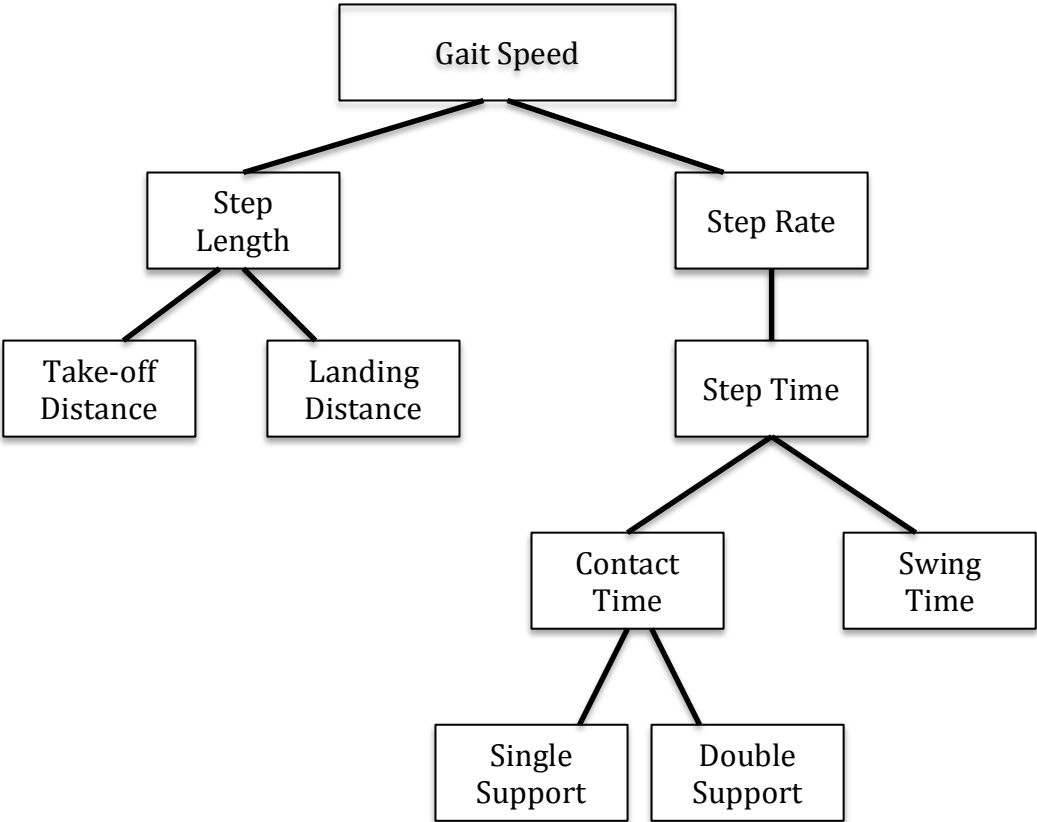 Gait Speed
Step
Length
Step Rate
Take-off
Distance
Landing
Distance
Step Time
Contact
Time
Swing
Time
Single
Support
Double
Support